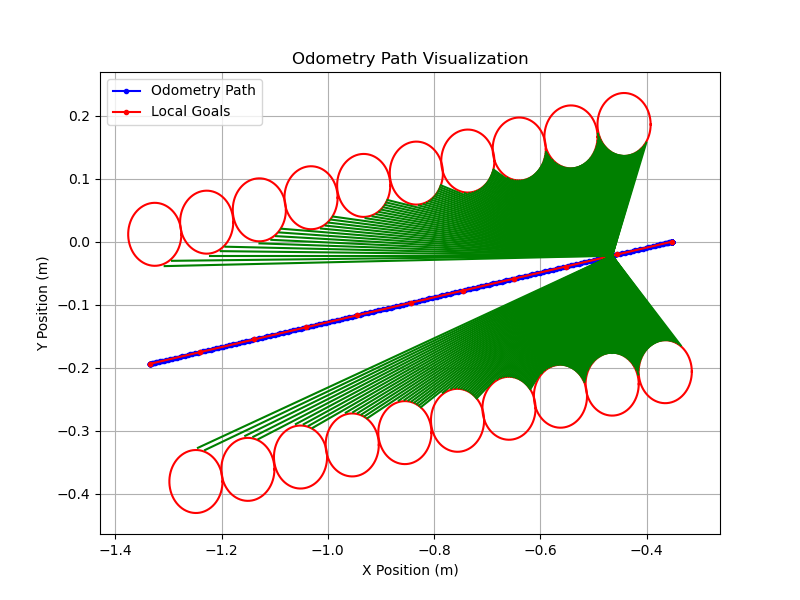 Odometry Path Visualization
Odometry Path
Local Goals
0.2
0.1
0.0
−0.1
−0.2
−0.3
−0.4
Y Position (m)
−1.4
−1.2
−1.0
−0.8
−0.6
−0.4
X Position (m)